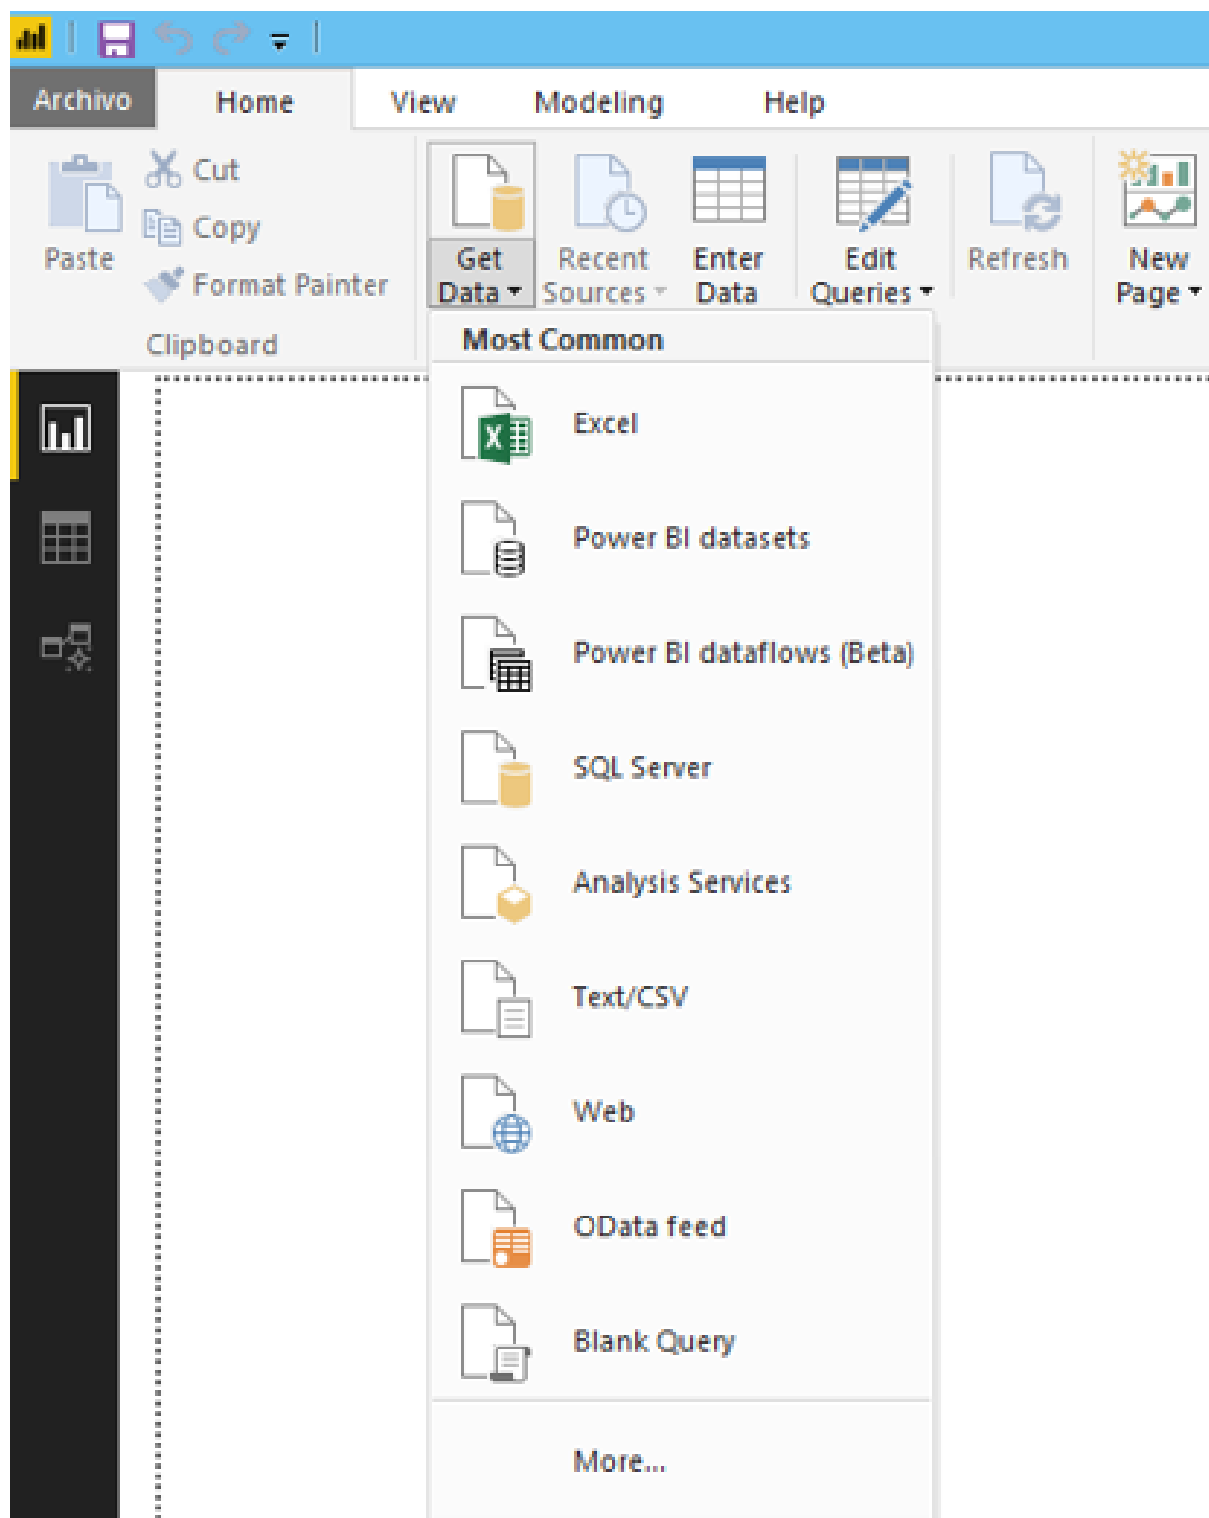 Archivo Home View Modeling Help
Paste
Cut
Copy
Format Painter
Clipboard
Get Data
Recent Sources
Enter Data
Edit Queries
Refresh
New Page
Most Common
Excel
Power BI datasets
Power BI dataflows (Beta)
SQL Server
Analysis Services
Text/CSV
Web
OData feed
Blank Query
More...